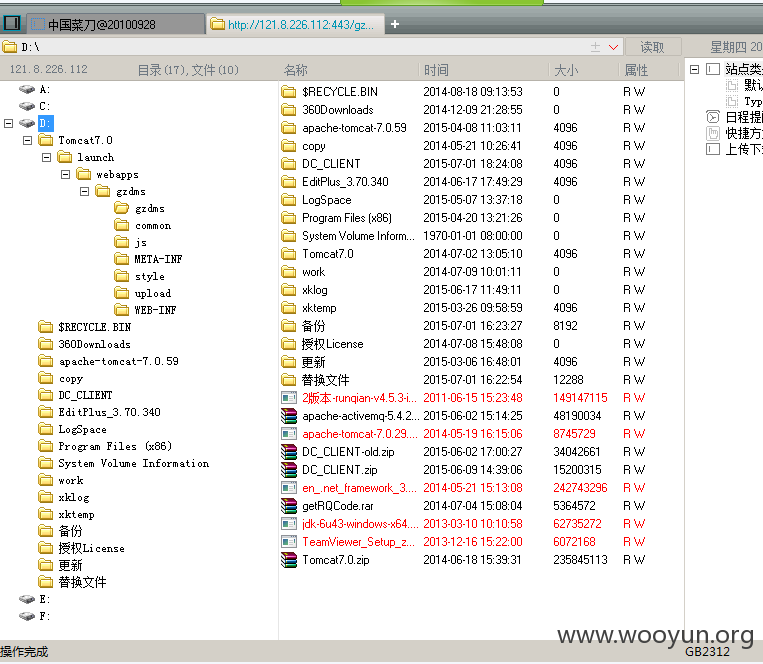 中国菜刀@20100928
http://121.8.226.112:443/gz...
D:\
读取
星期四 20
121.8.226.112
目录(17),文件(10)
名称 时间 大小 属性
A:
C:
D:
Tomcat7.0
launch
webapps
gzdms
gzdms
common
js
META-INF
style
upload
WEB-INF
$RECYCLE.BIN
360Downloads
apache-tomcat-7.0.59
copy
DC_CLIENT
EditPlus_3.70.340
LogSpace
Program Files (x86)
System Volume Information
work
xklog
xktemp
备份
授权License
更新
替换文件
E:
F:
$RECYCLE.BIN 2014-08-18 09:13:53 0 R W
360Downloads 2014-12-09 21:28:55 0 R W
apache-tomcat-7.0.59 2015-04-08 11:03:11 4096 R W
copy 2014-05-21 10:26:41 4096 R W
DC_CLIENT 2015-07-01 18:24:08 4096 R W
EditPlus_3.70.340 2014-06-17 17:49:29 4096 R W
LogSpace 2015-05-07 13:37:18 0 R W
Program Files (x86) 2015-04-20 13:21:26 0 R W
System Volume Inform... 1970-01-01 08:00:00 0 R W
Tomcat7.0 2014-07-02 13:05:10 4096 R W
work 2014-07-09 10:01:11 0 R W
xklog 2015-06-17 11:49:11 0 R W
xktemp 2015-03-26 09:58:59 4096 R W
备份 2015-07-01 16:23:27 8192 R W
授权License 2014-07-08 15:48:08 0 R W
更新 2015-03-06 16:48:01 4096 R W
替换文件 2015-07-01 16:22:54 12288 R W
2版本-runqian-v4.5.3-i... 2011-06-15 15:23:48 149147115 R W
apache-activemq-5.4.2... 2015-06-02 15:14:25 48190034 R W
apache-tomcat-7.0.29.... 2014-05-19 16:15:06 8745729 R W
DC_CLIENT-old.zip 2015-06-02 17:00:27 34042661 R W
DC_CLIENT.zip 2015-06-09 14:39:06 15200315 R W
en_.net_framework_3.... 2014-05-21 15:13:08 242743296 R W
getRQCode.rar 2014-07-04 15:08:04 5364572 R W
jdk-6u43-windows-x64.... 2013-03-10 10:10:58 62735272 R W
TeamViewer_Setup_z... 2013-12-16 15:22:00 6072168 R W
Tomcat7.0.zip 2014-06-18 15:39:31 235845113 R W
站点类
默认
Typ
日程提醒
快捷方
上传下
www.wooyun.org
操作完成
GB2312